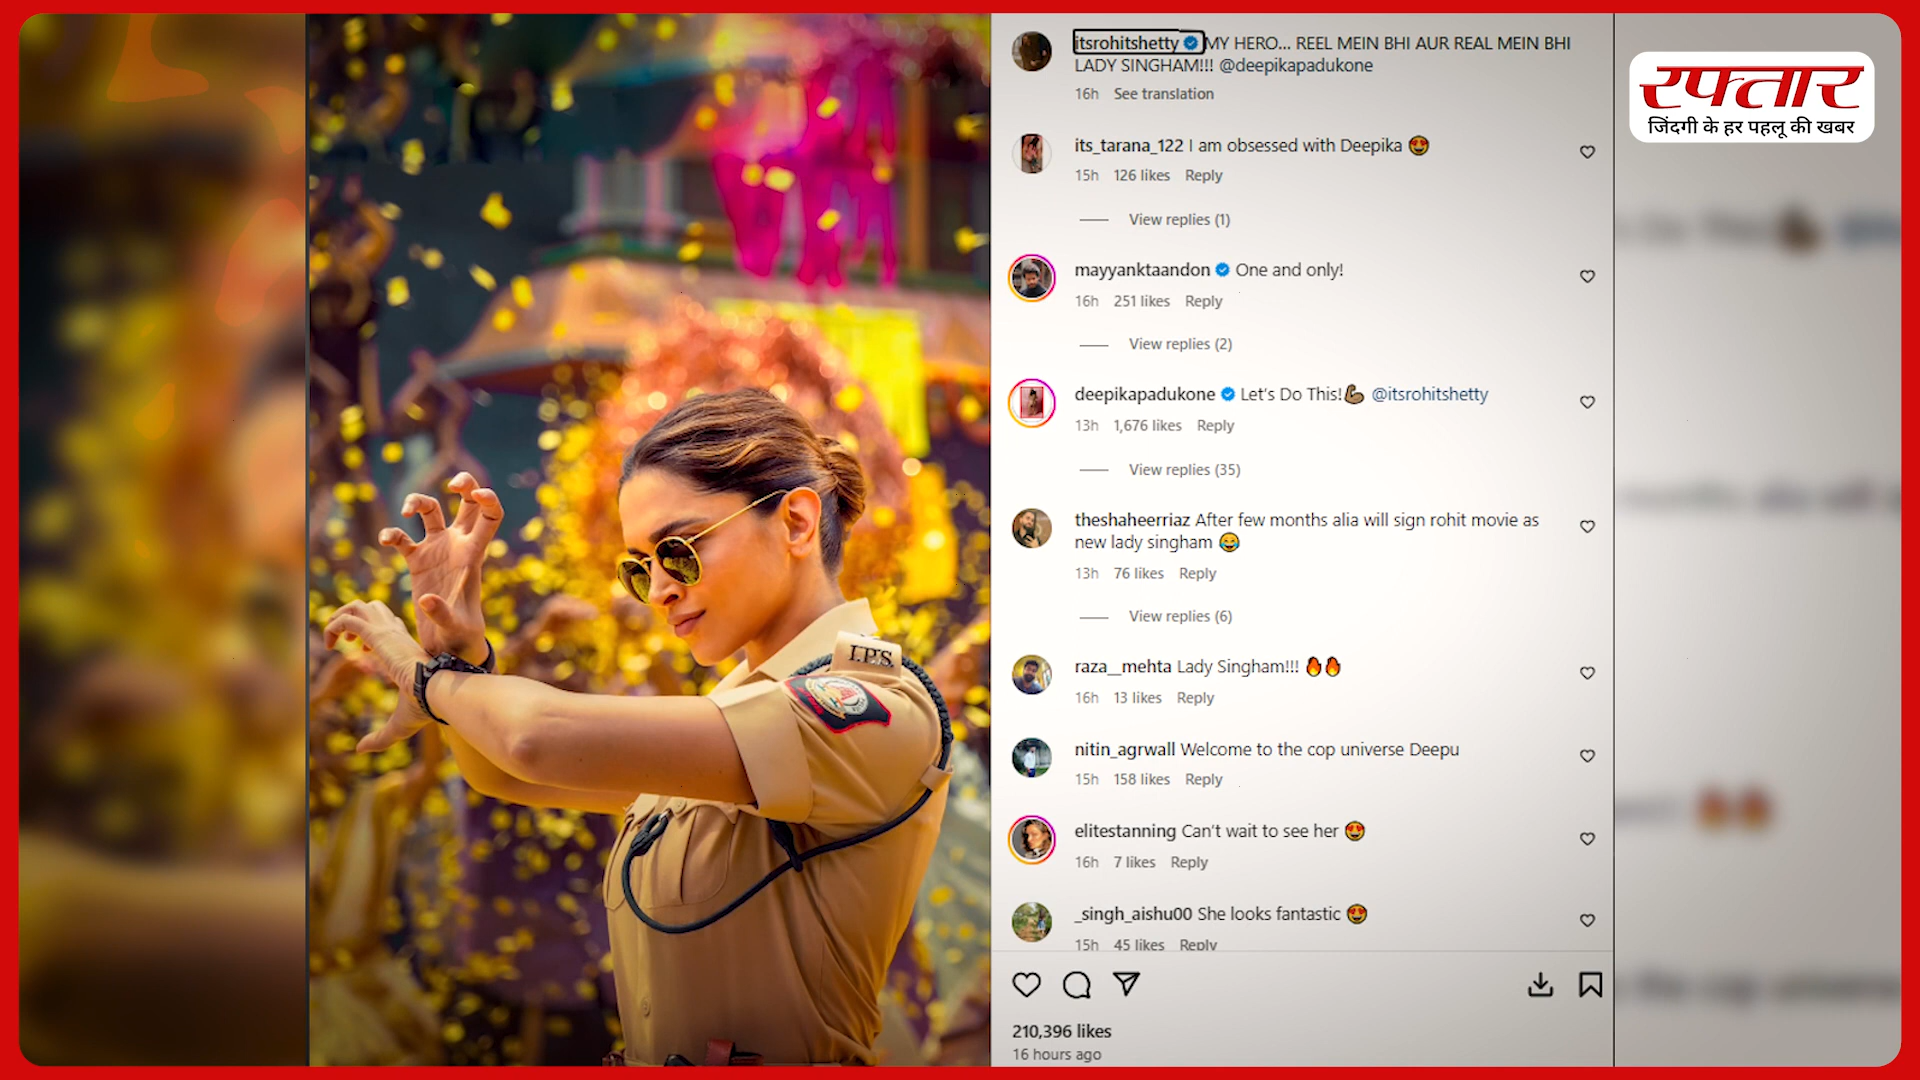 itsrohitshetty MY HERO... REEL MEIN BHI AUR REAL MEIN BHI
LADY SINGHAM!!! @deepikapadukone
16h See translation
its_tarana_122 I am obsessed with Deepika 😍
15h 126 likes Reply
View replies (1)
mayyanktaandon One and only!
16h 251 likes Reply
View replies (2)
deepikapadukone Let's Do This!💪🏾 @itsrohitshetty
13h 1,676 likes Reply
View replies (35)
theshaheerriaz After few months alia will sign rohit movie as
new lady singham 😂
13h 76 likes Reply
View replies (6)
raza__mehta Lady Singham!!! 🔥🔥
16h 13 likes Reply
nitin_agrwall Welcome to the cop universe Deepu
15h 158 likes Reply
elitestanning Can't wait to see her 😍
16h 7 likes Reply
_singh_aishu00 She looks fantastic 😍
15h 45 likes Reply
210,396 likes
16 hours ago
I.P.S.
रफ्तार
जिंदगी के हर पहलू की खबर